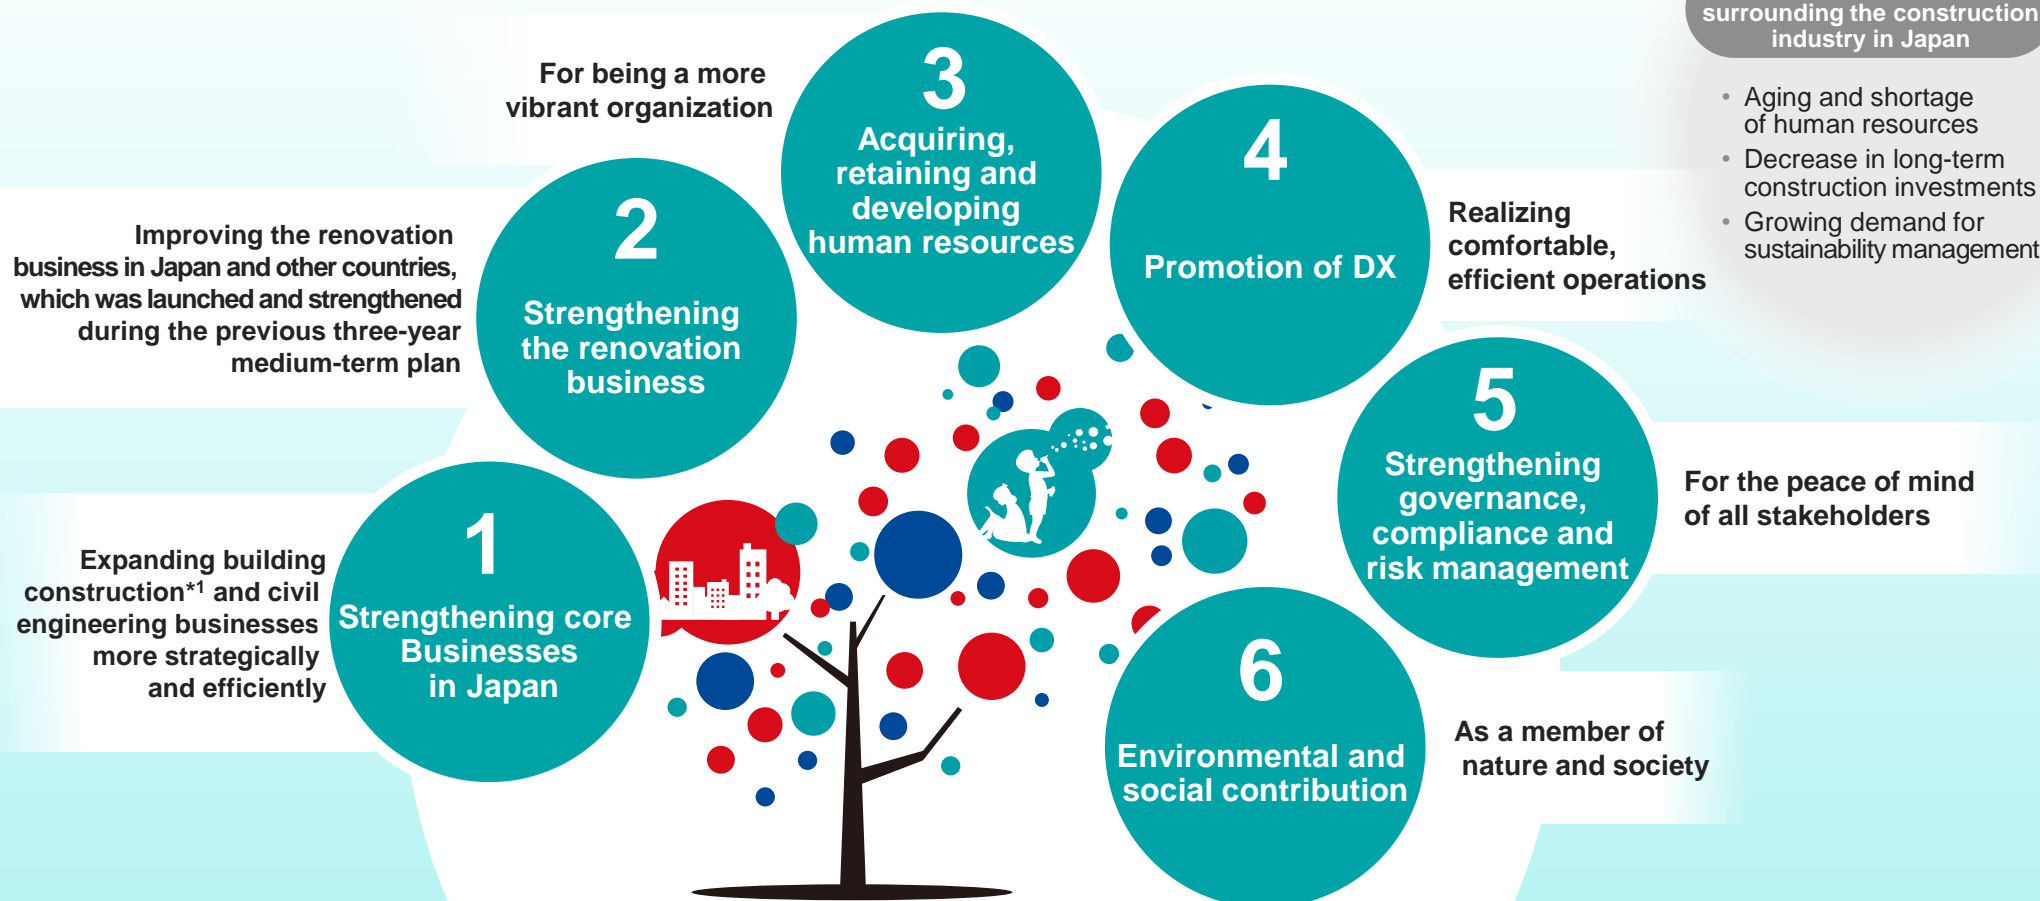 1
Strengthening core
Businesses
in Japan
Expanding building
construction*1 and civil
engineering businesses
more strategically
and efficiently
2
Strengthening
the renovation
business
Improving the renovation
business in Japan and other countries,
which was launched and strengthened
during the previous three-year
medium-term plan
3
Acquiring,
retaining and
developing
human resources
For being a more
vibrant organization
4
Promotion of DX
Realizing
comfortable,
efficient operations
5
Strengthening
governance,
compliance and
risk management
For the peace of mind
of all stakeholders
6
Environmental and
social contribution
As a member of
nature and society
surrounding the construction
industry in Japan
• Aging and shortage
of human resources
• Decrease in long-term
construction investments
• Growing demand for
sustainability management